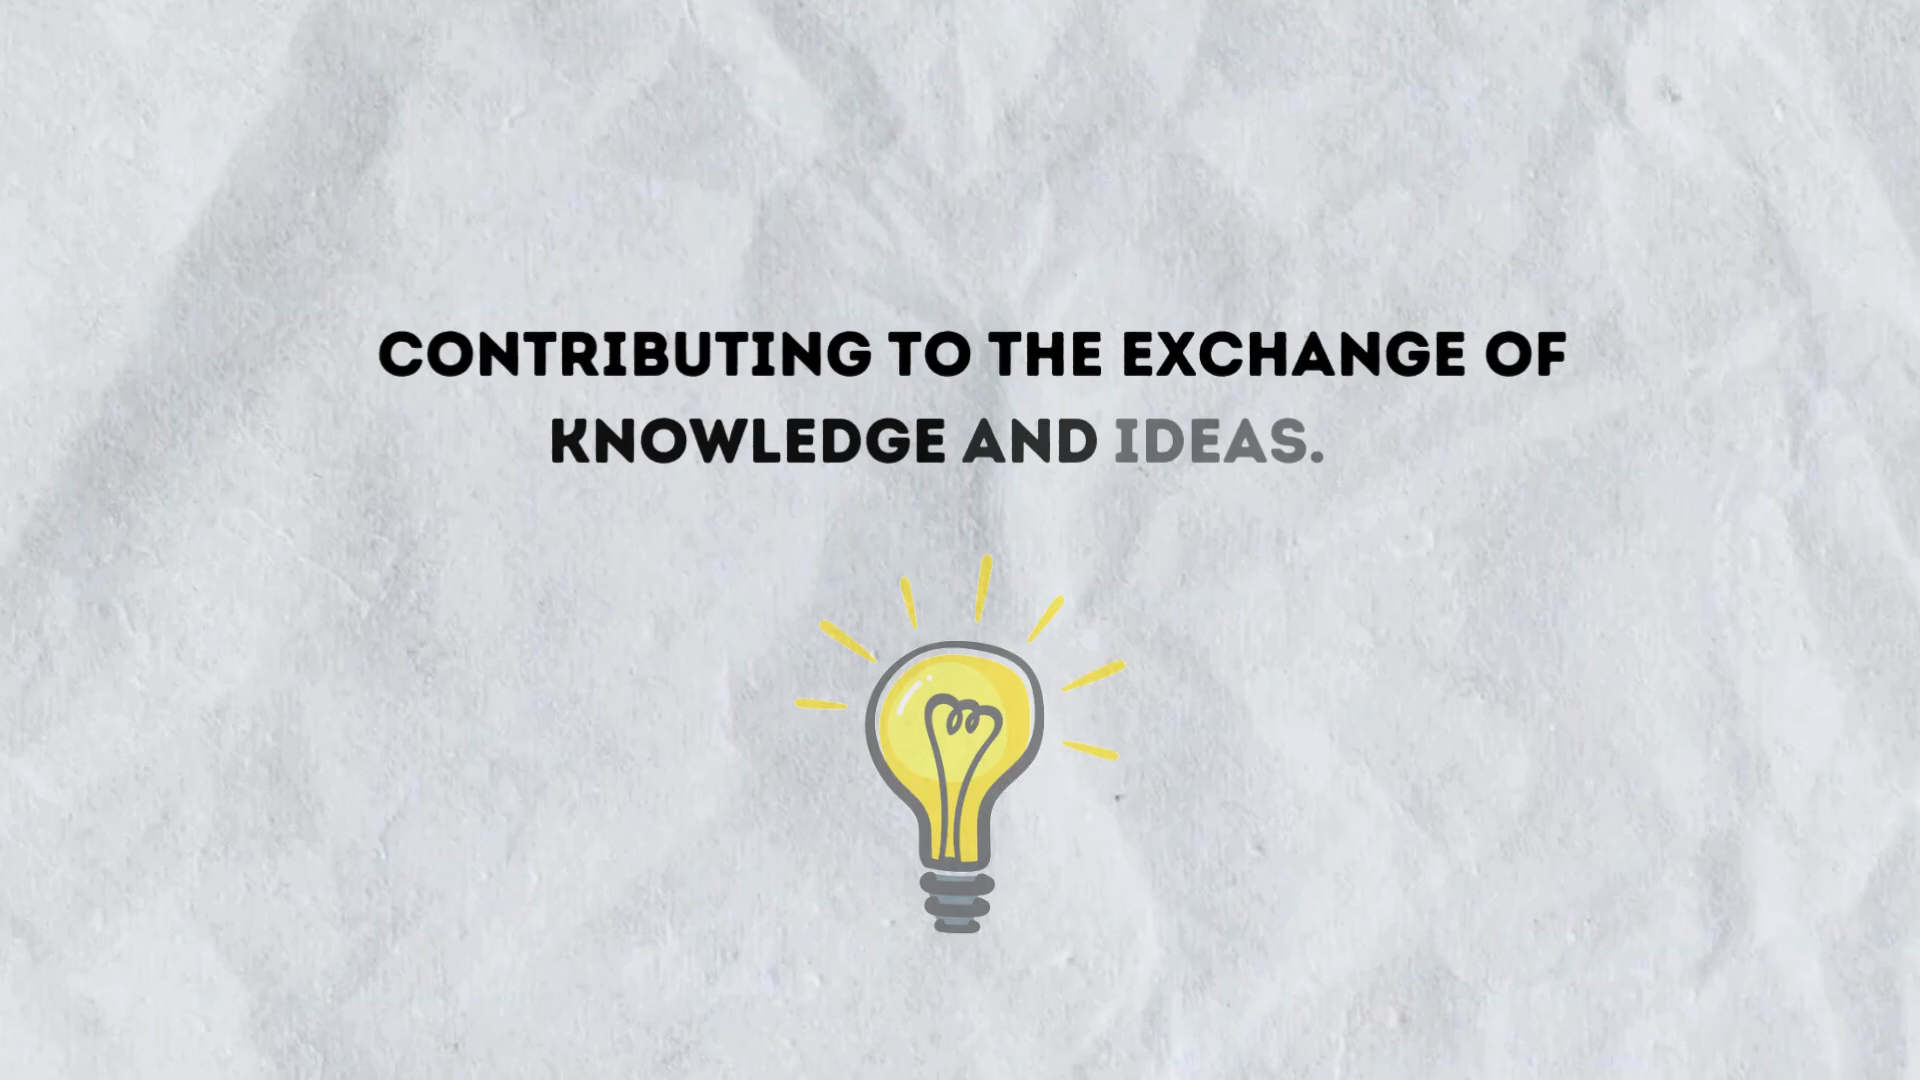 CONTRIBUTING TO THE EXCHANGE OF
KNOWLEDGE AND IDEAS.